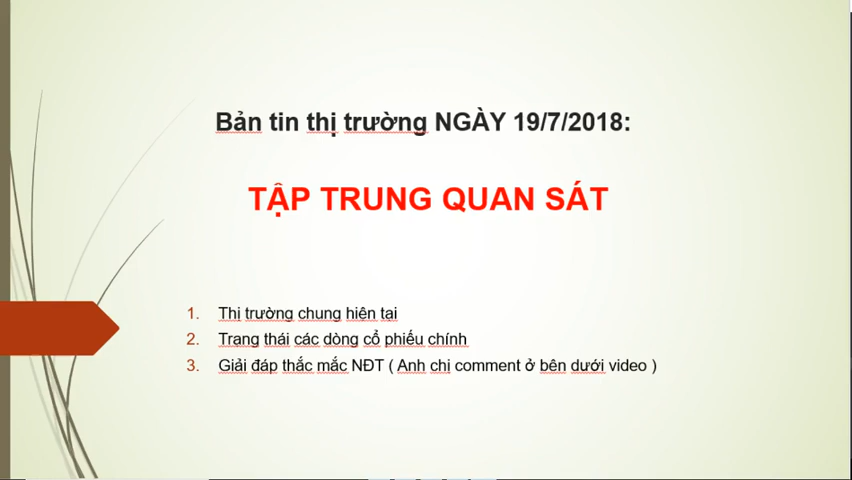 Bản tin thị trường NGÀY 19/7/2018:
TẬP TRUNG QUAN SÁT
1. Thị trường chung hiện tại
2. Trạng thái các dòng cổ phiếu chính
3. Giải đáp thắc mắc NĐT ( Anh chị comment ở bên dưới video )